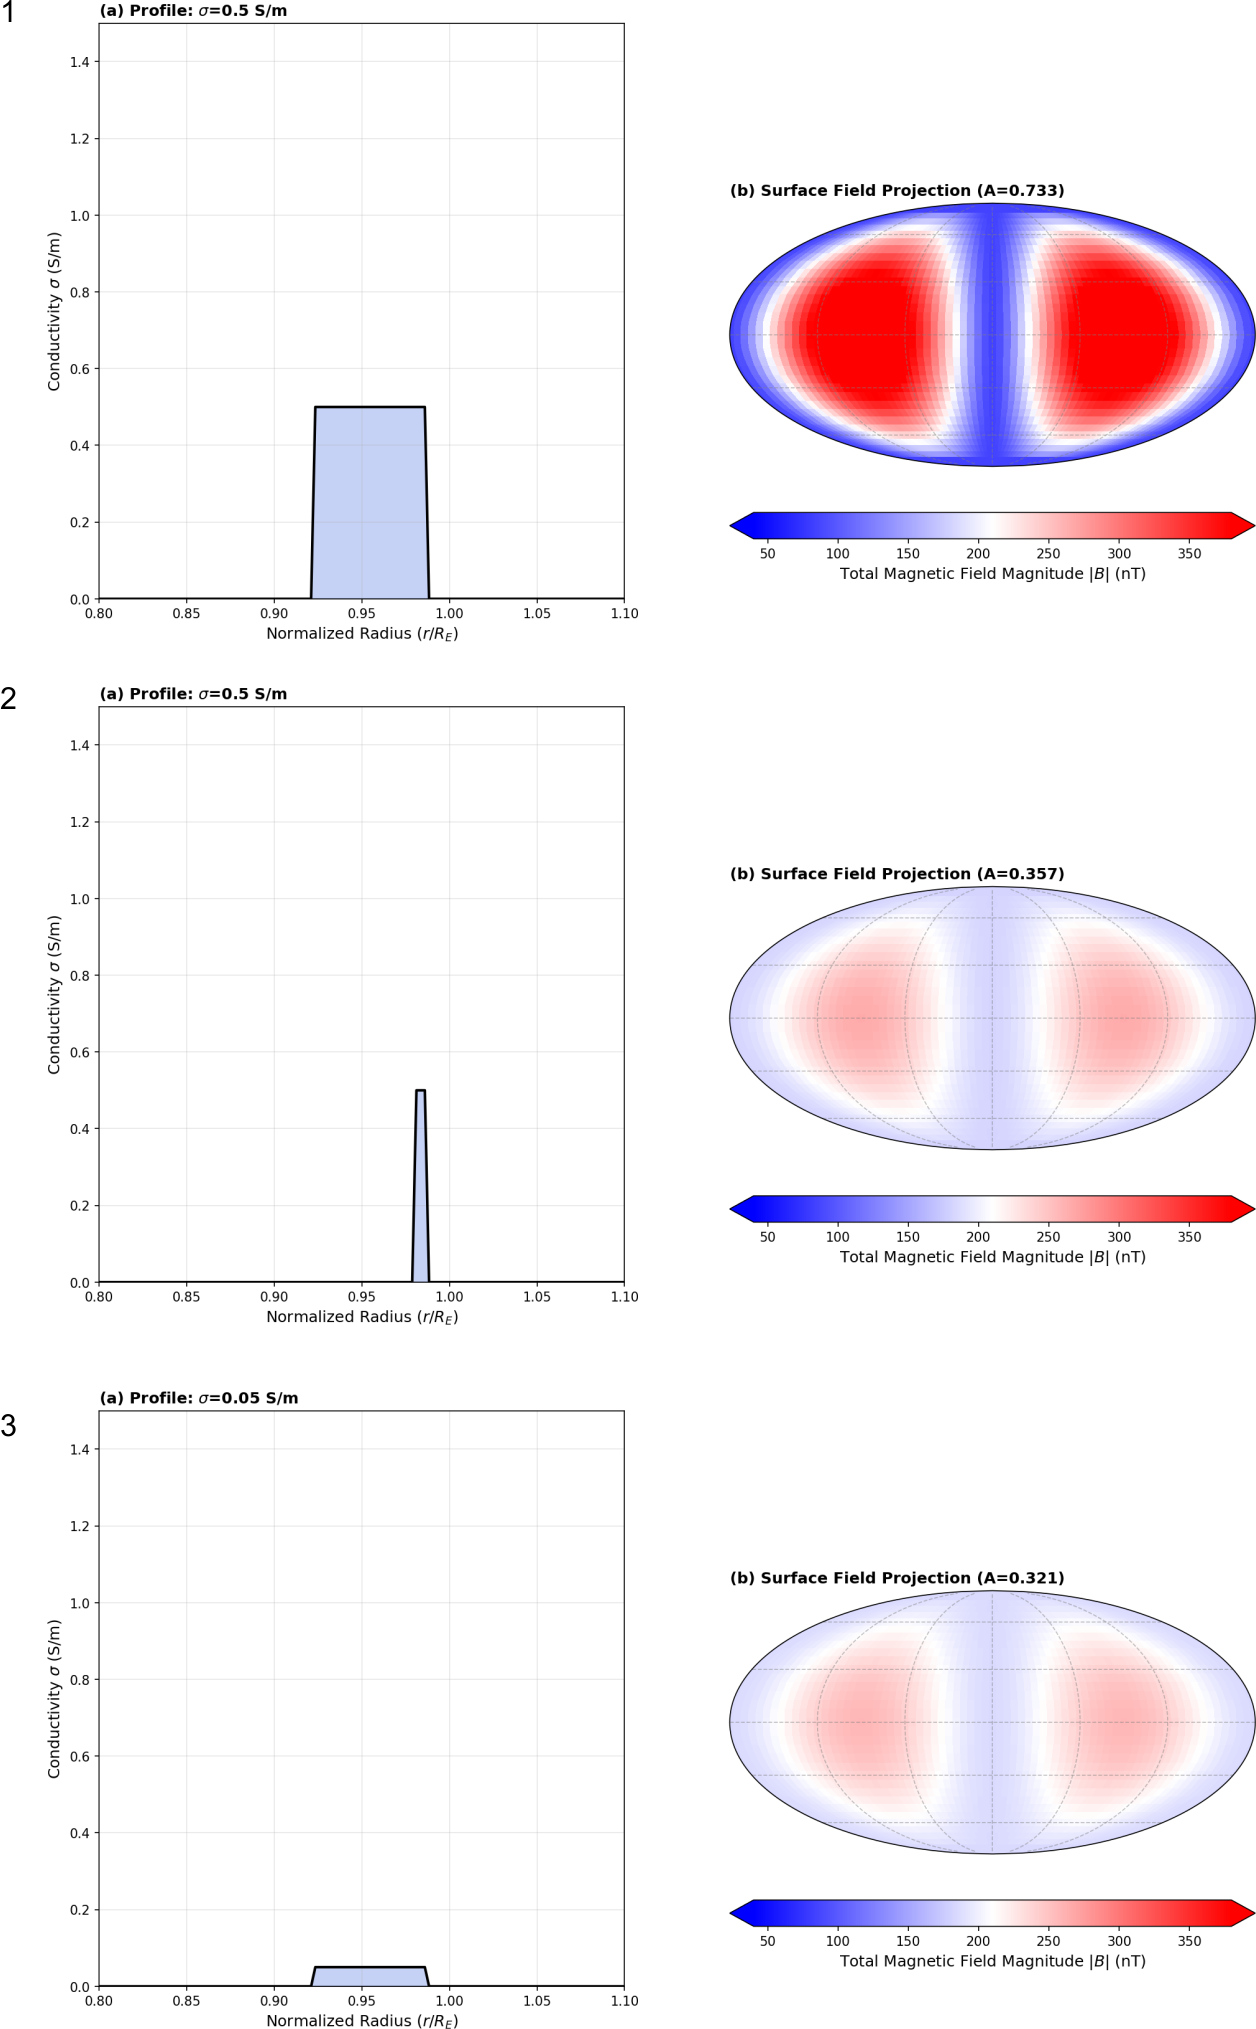 1
(a) Profile: σ=0.5 S/m
1.4
1.2
1.0
0.8
0.6
0.4
0.2
0.0
Conductivity σ (S/m)
0.80 0.85 0.90 0.95 1.00 1.05 1.10
Normalized Radius (r/R_E)
(b) Surface Field Projection (A=0.733)
50 100 150 200 250 300 350
Total Magnetic Field Magnitude |B| (nT)
2
(a) Profile: σ=0.5 S/m
1.4
1.2
1.0
0.8
0.6
0.4
0.2
0.0
Conductivity σ (S/m)
0.80 0.85 0.90 0.95 1.00 1.05 1.10
Normalized Radius (r/R_E)
(b) Surface Field Projection (A=0.357)
50 100 150 200 250 300 350
Total Magnetic Field Magnitude |B| (nT)
3
(a) Profile: σ=0.05 S/m
1.4
1.2
1.0
0.8
0.6
0.4
0.2
0.0
Conductivity σ (S/m)
0.80 0.85 0.90 0.95 1.00 1.05 1.10
Normalized Radius (r/R_E)
(b) Surface Field Projection (A=0.321)
50 100 150 200 250 300 350
Total Magnetic Field Magnitude |B| (nT)